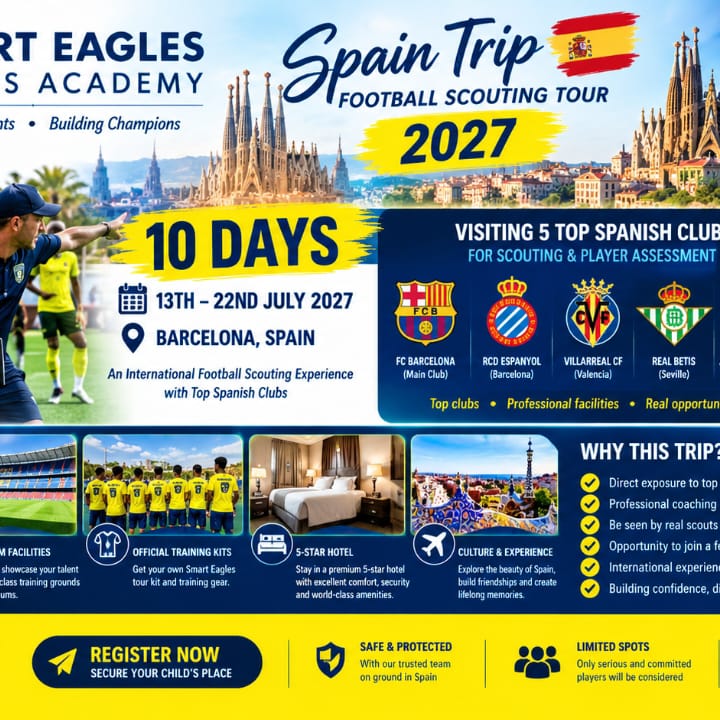 RT EAGLES
S ACADEMY
nts • Building Champions
Spain Trip
FOOTBALL SCOUTING TOUR
2027
10 DAYS
13TH – 22ND JULY 2027
BARCELONA, SPAIN
An International Football Scouting Experience
with Top Spanish Clubs
VISITING 5 TOP SPANISH CLUB
FOR SCOUTING & PLAYER ASSESSMENT
FCB
FC BARCELONA
(Main Club)
RCD ESPANYOL
(Barcelona)
VILLARREAL CF
(Valencia)
REAL BETIS
(Seville)
Top clubs • Professional facilities • Real opportun
M FACILITIES
showcase your talent
class training grounds
ums.
OFFICIAL TRAINING KITS
Get your own Smart Eagles
tour kit and training gear.
5-STAR HOTEL
Stay in a premium 5-star hotel
with excellent comfort, security
and world-class amenities.
CULTURE & EXPERIENCE
Explore the beauty of Spain,
build friendships and create
lifelong memories.
WHY THIS TRIP?
Direct exposure to top
Professional coaching
Be seen by real scouts
Opportunity to join a fo
International experienc
Building confidence, di
REGISTER NOW
SECURE YOUR CHILD'S PLACE
SAFE & PROTECTED
With our trusted team
on ground in Spain
LIMITED SPOTS
Only serious and committed
players will be considered